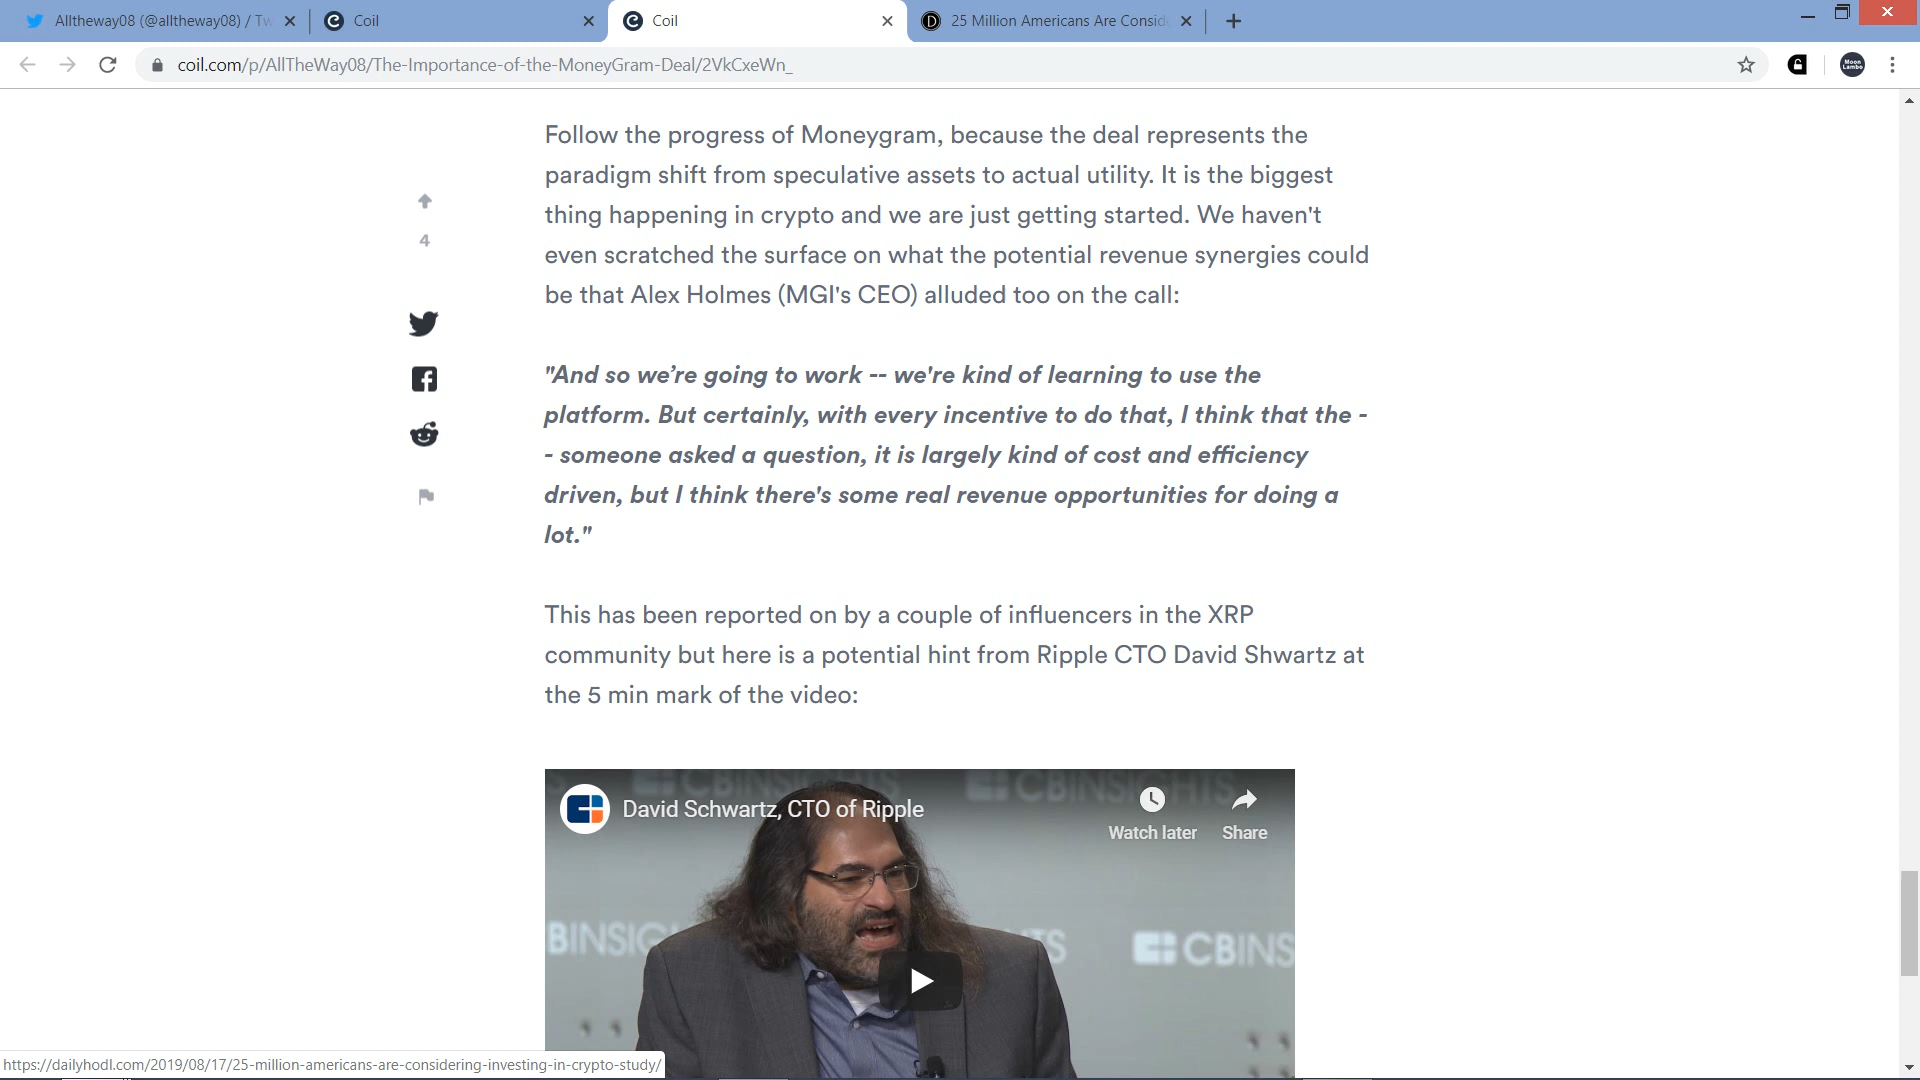 Alltheway08 (@alltheway08) / Tw
Coil
Coil
25 Million Americans Are Consid
coil.com/p/AllTheWay08/The-Importance-of-the-MoneyGram-Deal/2VkCxeWn_
Moon Lambo
Follow the progress of Moneygram, because the deal represents the
paradigm shift from speculative assets to actual utility. It is the biggest
thing happening in crypto and we are just getting started. We haven't
even scratched the surface on what the potential revenue synergies could
be that Alex Holmes (MGI's CEO) alluded too on the call:
4
"And so we’re going to work -- we're kind of learning to use the
platform. But certainly, with every incentive to do that, I think that the -
- someone asked a question, it is largely kind of cost and efficiency
driven, but I think there's some real revenue opportunities for doing a
lot."
This has been reported on by a couple of influencers in the XRP
community but here is a potential hint from Ripple CTO David Shwartz at
the 5 min mark of the video:
CBINSIGHTS
CBINSIGHTS
David Schwartz, CTO of Ripple
Watch later
Share
BINSIG
TS
CBINS
https://dailyhodl.com/2019/08/17/25-million-americans-are-considering-investing-in-crypto-study/